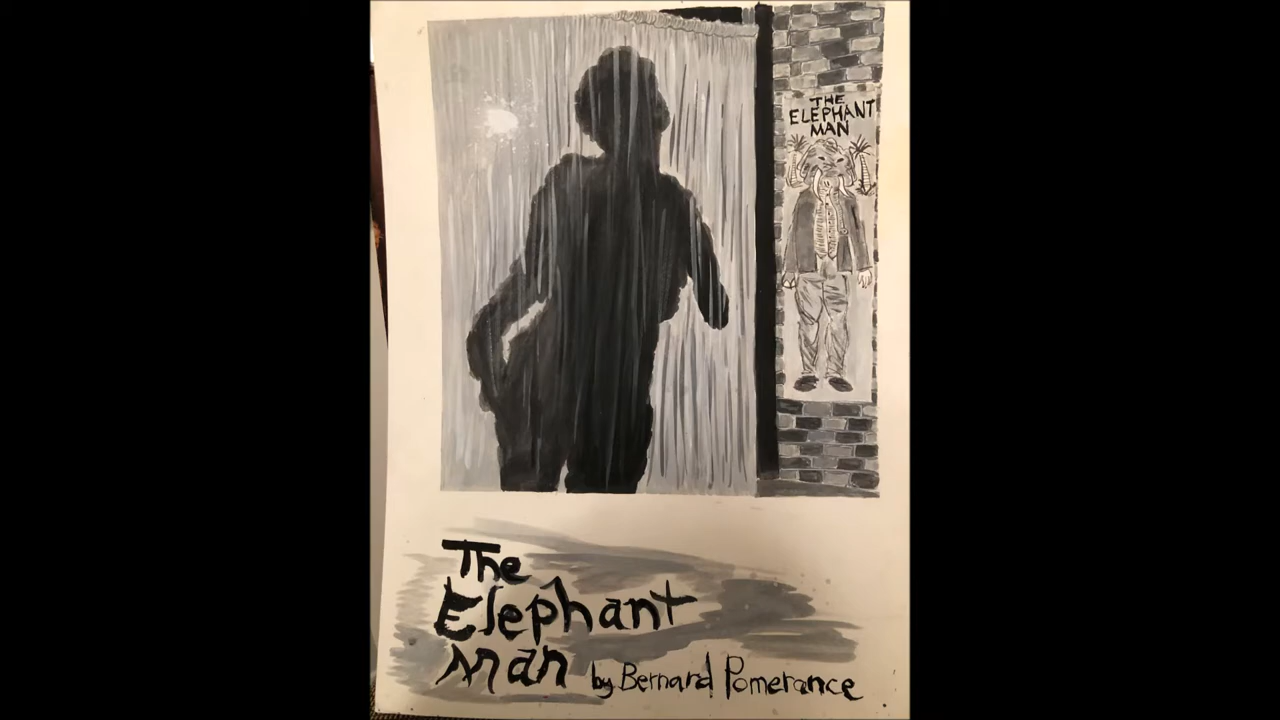 THE
ELEPHANT
MAN
The
Elephant
Man by Bernard Pomerance